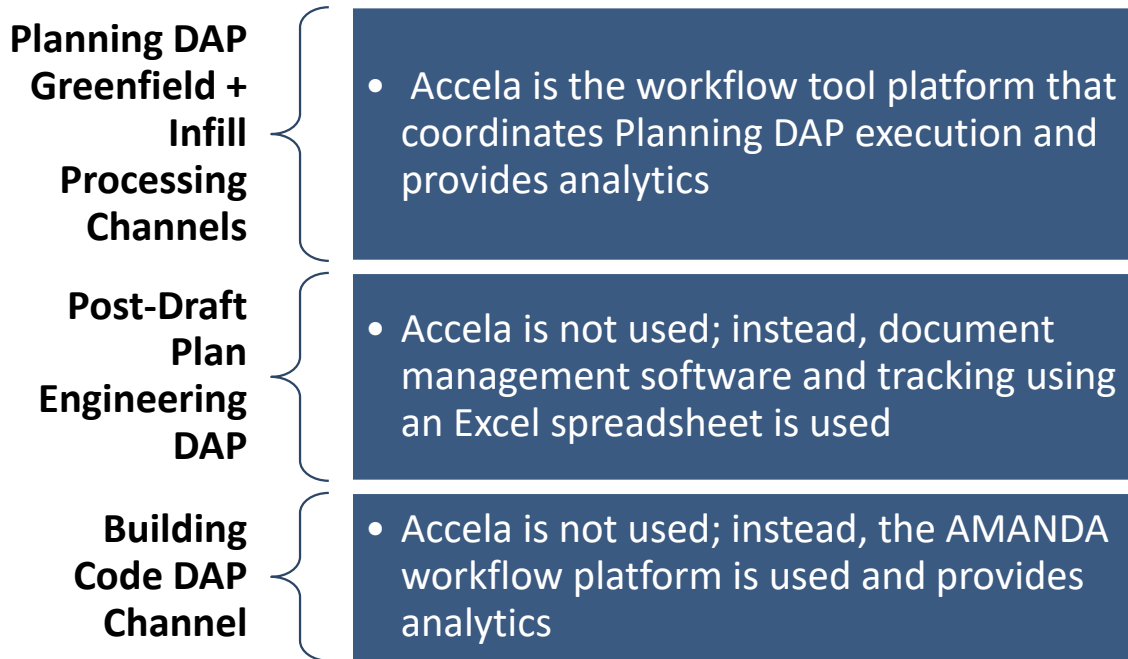 Planning DAP
Greenfield +
Infill
Processing
Channels
• Accela is the workflow tool platform that
coordinates Planning DAP execution and
provides analytics
Post-Draft
Plan
Engineering
DAP
• Accela is not used; instead, document
management software and tracking using
an Excel spreadsheet is used
Building
Code DAP
Channel
• Accela is not used; instead, the AMANDA
workflow platform is used and provides
analytics